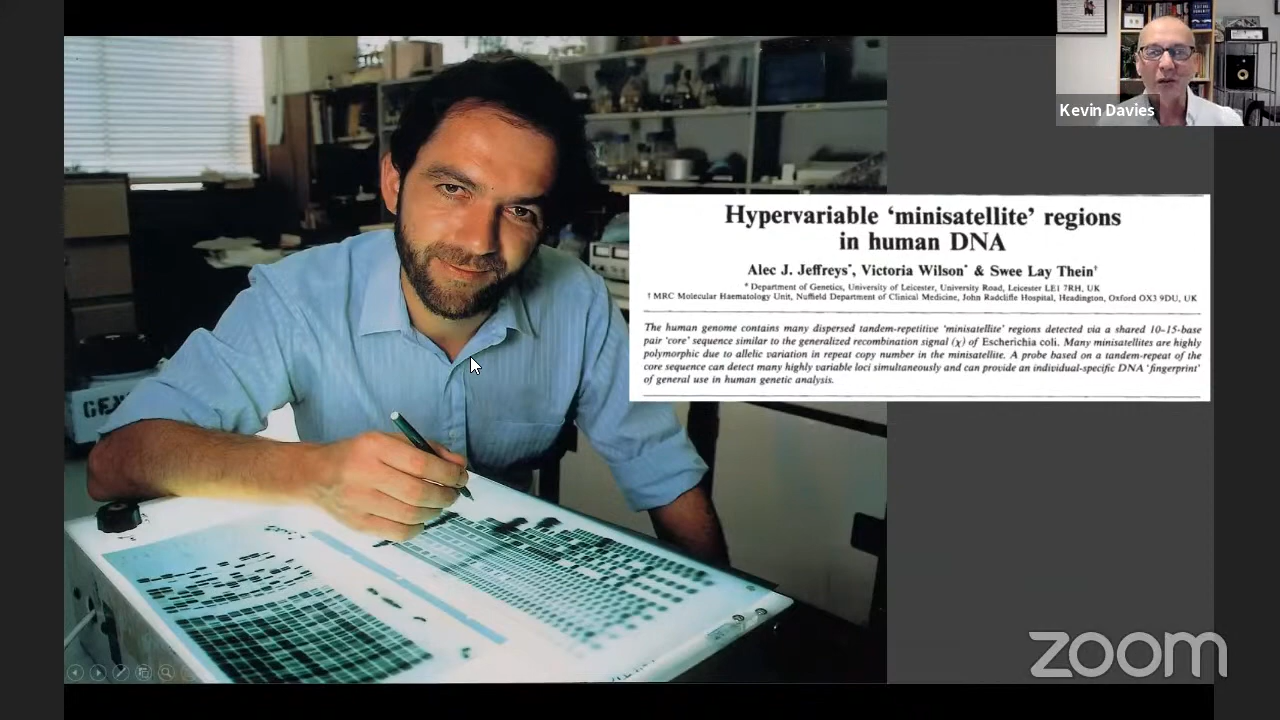 Kevin Davies
Hypervariable ‘minisatellite’ regions
in human DNA
Alec J. Jeffreys*, Victoria Wilson* & Swee Lay Thein†
* Department of Genetics, University of Leicester, University Road, Leicester LE1 7RH, UK
† MRC Molecular Haematology Unit, Nuffield Department of Clinical Medicine, John Radcliffe Hospital, Headington, Oxford OX3 9DU, UK
The human genome contains many dispersed tandem-repetitive ‘minisatellite’ regions detected via a shared 10–15-base
pair ‘core’ sequence similar to the generalized recombination signal (χ) of Escherichia coli. Many minisatellites are highly
polymorphic due to allelic variation in repeat copy number in the minisatellite. A probe based on a tandem-repeat of the
core sequence can detect many highly variable loci simultaneously and can provide an individual-specific DNA ‘fingerprint’
of general use in human genetic analysis.
zoom